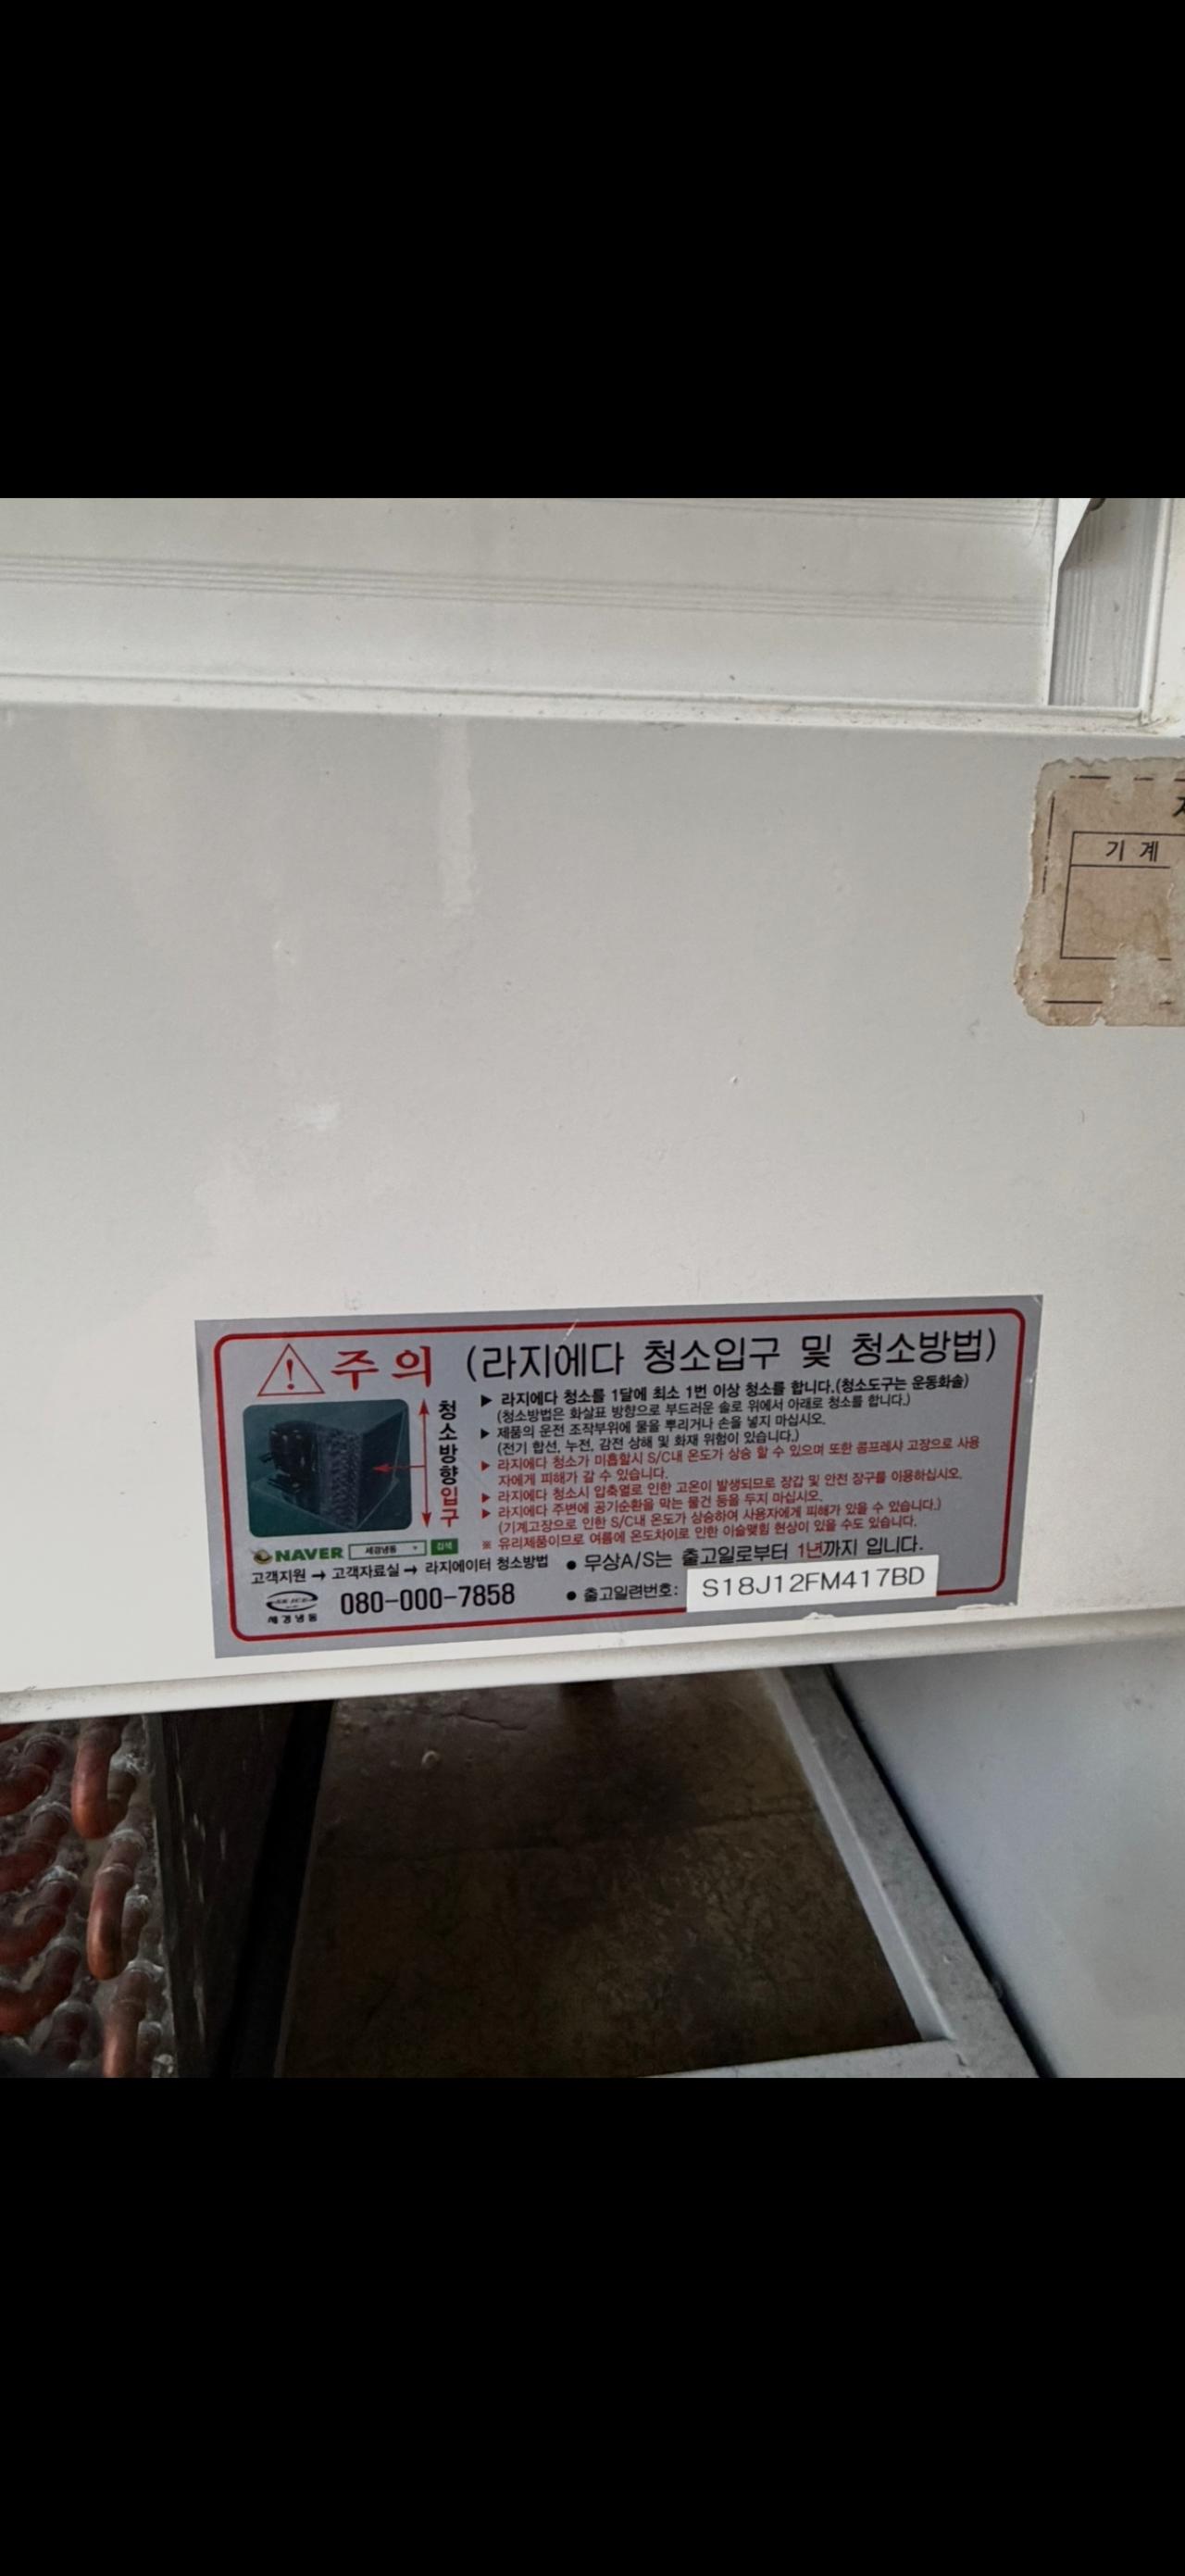 기 계
주의 (라지에다 청소입구 및 청소방법)
청소방향입구
▶ 라지에다 청소를 1달에 최소 1번 이상 청소를 합니다.(청소도구는 운동화솔)
(청소방법은 화살표 방향으로 부드러운 솔로 위에서 아래로 청소를 합니다.)
▶ 제품의 운전 조작부위에 물을 뿌리거나 손을 넣지 마십시오.
(전기 합선, 누전, 감전 상해 및 화재 위험이 있습니다.)
▶ 라지에다 청소가 미흡할시 S/C내 온도가 상승 할 수 있으며 또한 콤프레샤 고장으로 사용
자에게 피해가 갈 수 있습니다.
▶ 라지에다 청소시 압축열로 인한 고온이 발생되므로 장갑 및 안전 장구를 이용하십시오.
▶ 라지에다 주변에 공기순환을 막는 물건 등을 두지 마십시오.
(기계고장으로 인한 S/C내 온도가 상승하여 사용자에게 피해가 있을 수 있습니다.)
※ 유리제품이므로 여름에 온도차이로 인한 이슬맺힘 현상이 있을 수도 있습니다.
NAVER 세경냉동 검색
고객지원 → 고객자료실 → 라지에이터 청소방법
● 무상A/S는 출고일로부터 1년까지 입니다.
세경냉동 080-000-7858
● 출고일련번호: S18J12FM417BD